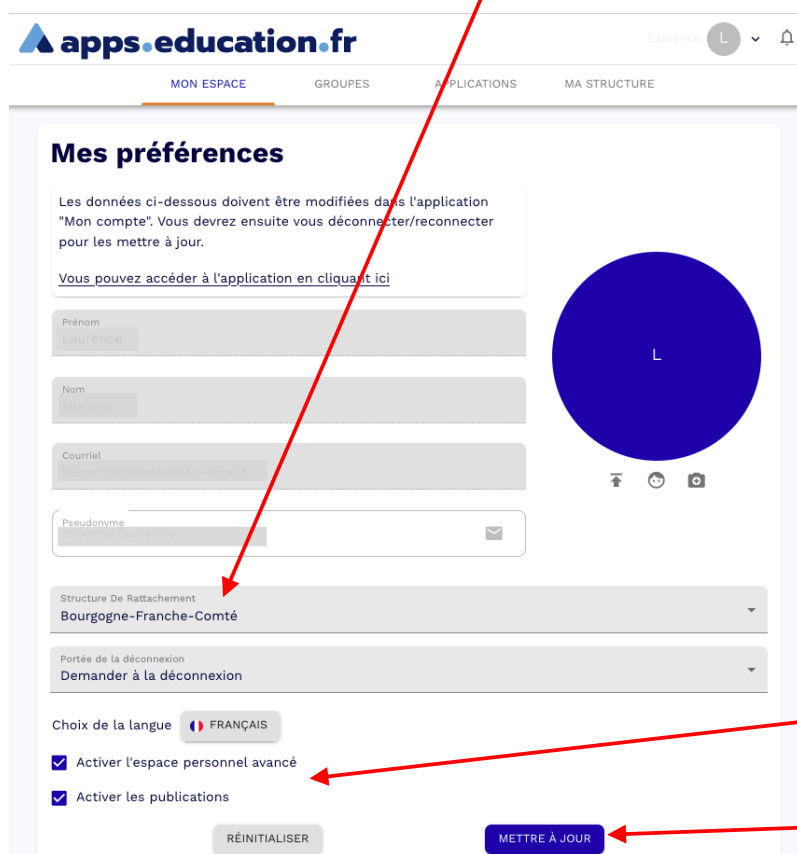 apps.education.fr
Laurence L
MON ESPACE GROUPES APPLICATIONS MA STRUCTURE
Mes préférences
Les données ci-dessous doivent être modifiées dans l'application
"Mon compte". Vous devrez ensuite vous déconnecter/reconnecter
pour les mettre à jour.
Vous pouvez accéder à l'application en cliquant ici
Prénom
Laurence
L
Nom
Courriel
Pseudonyme
Structure De Rattachement
Bourgogne-Franche-Comté
Portée de la déconnexion
Demander à la déconnexion
Choix de la langue FRANÇAIS
Activer l'espace personnel avancé
Activer les publications
RÉINITIALISER METTRE À JOUR